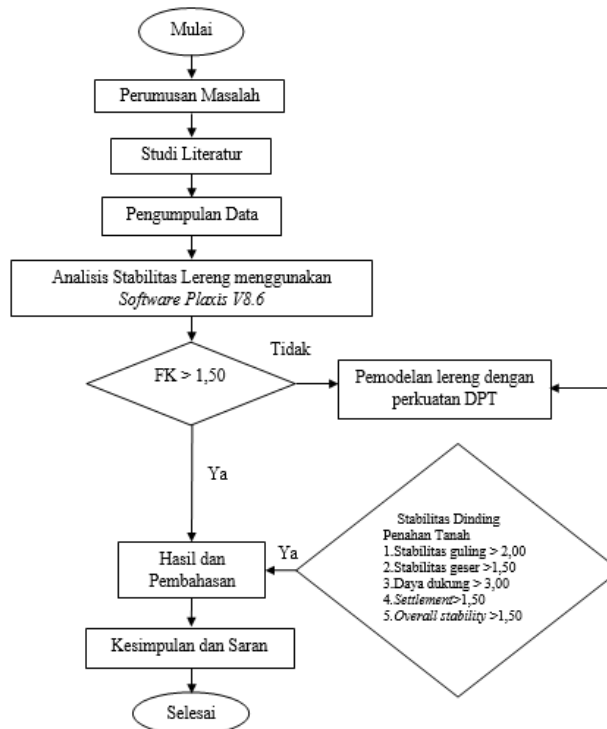 Mulai
Perumusan Masalah
Studi Literatur
Pengumpulan Data
Analisis Stabilitas Lereng menggunakan
Software Plaxis V8.6
Tidak
FK > 1,50
Pemodelan lereng dengan
perkuatan DPT
Ya
Stabilitas Dinding
Penahan Tanah
1.Stabilitas guling > 2,00
2.Stabilitas geser >1,50
3.Daya dukung > 3,00
4.Settlement>1,50
5.Overall stability >1,50
Ya
Hasil dan
Pembahasan
Kesimpulan dan Saran
Selesai